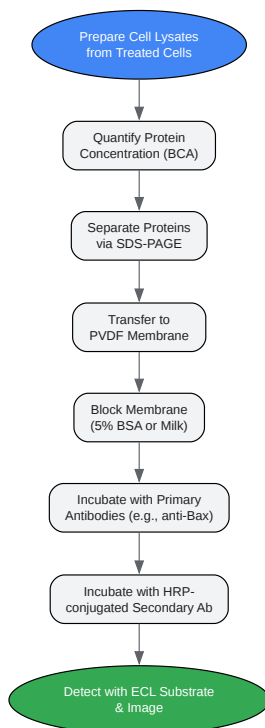 Prepare Cell Lysates
from Treated Cells
Quantify Protein
Concentration (BCA)
Separate Proteins
via SDS-PAGE
Transfer to
PVDF Membrane
Block Membrane
(5% BSA or Milk)
Incubate with Primary
Antibodies (e.g., anti-Bax)
Incubate with HRP-
conjugated Secondary Ab
Detect with ECL Substrate
& Image